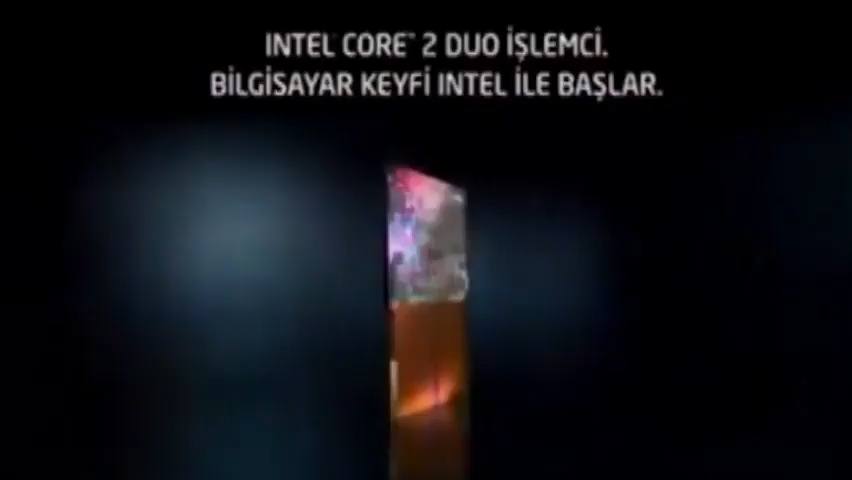 INTEL CORE™ 2 DUO İŞLEMCİ.
BİLGİSAYAR KEYFİ INTEL İLE BAŞLAR.